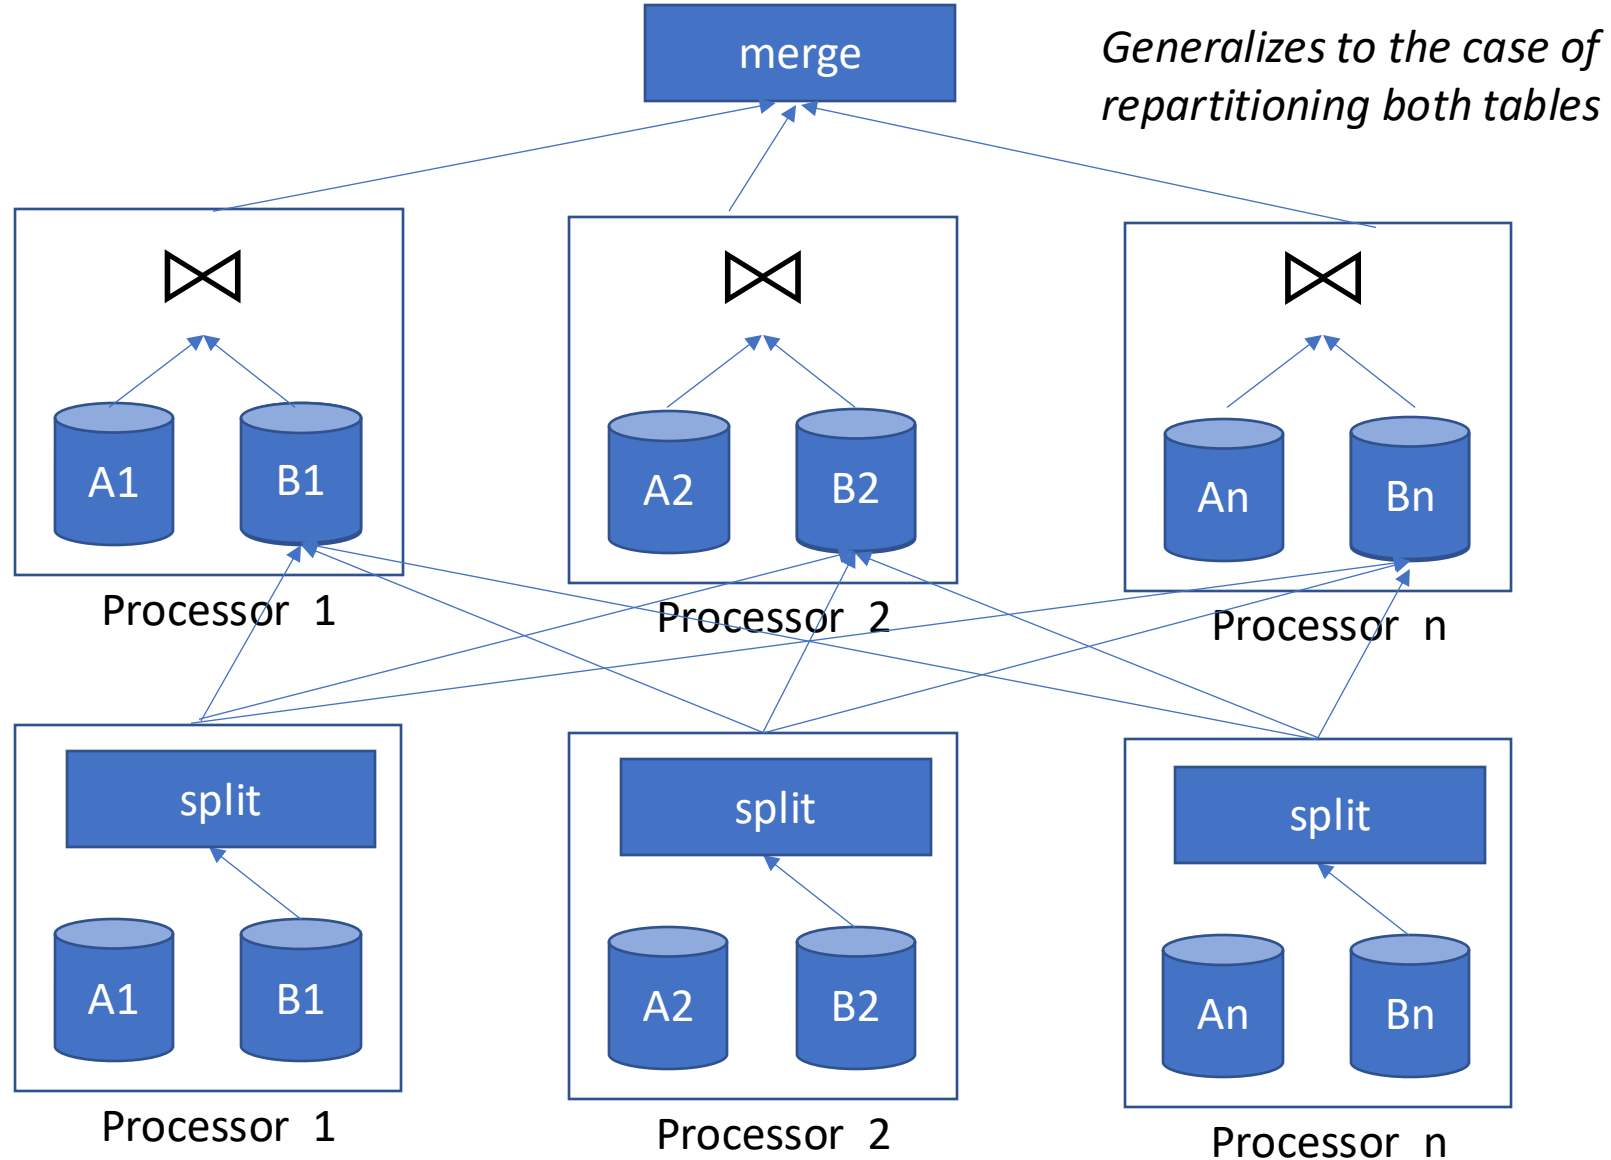 merge
Generalizes to the case of
repartitioning both tables
A1
B1
A2
B2
An
Bn
Processor 1
Processor 2
Processor n
split
split
split
A1
B1
A2
B2
An
Bn
Processor 1
Processor 2
Processor n